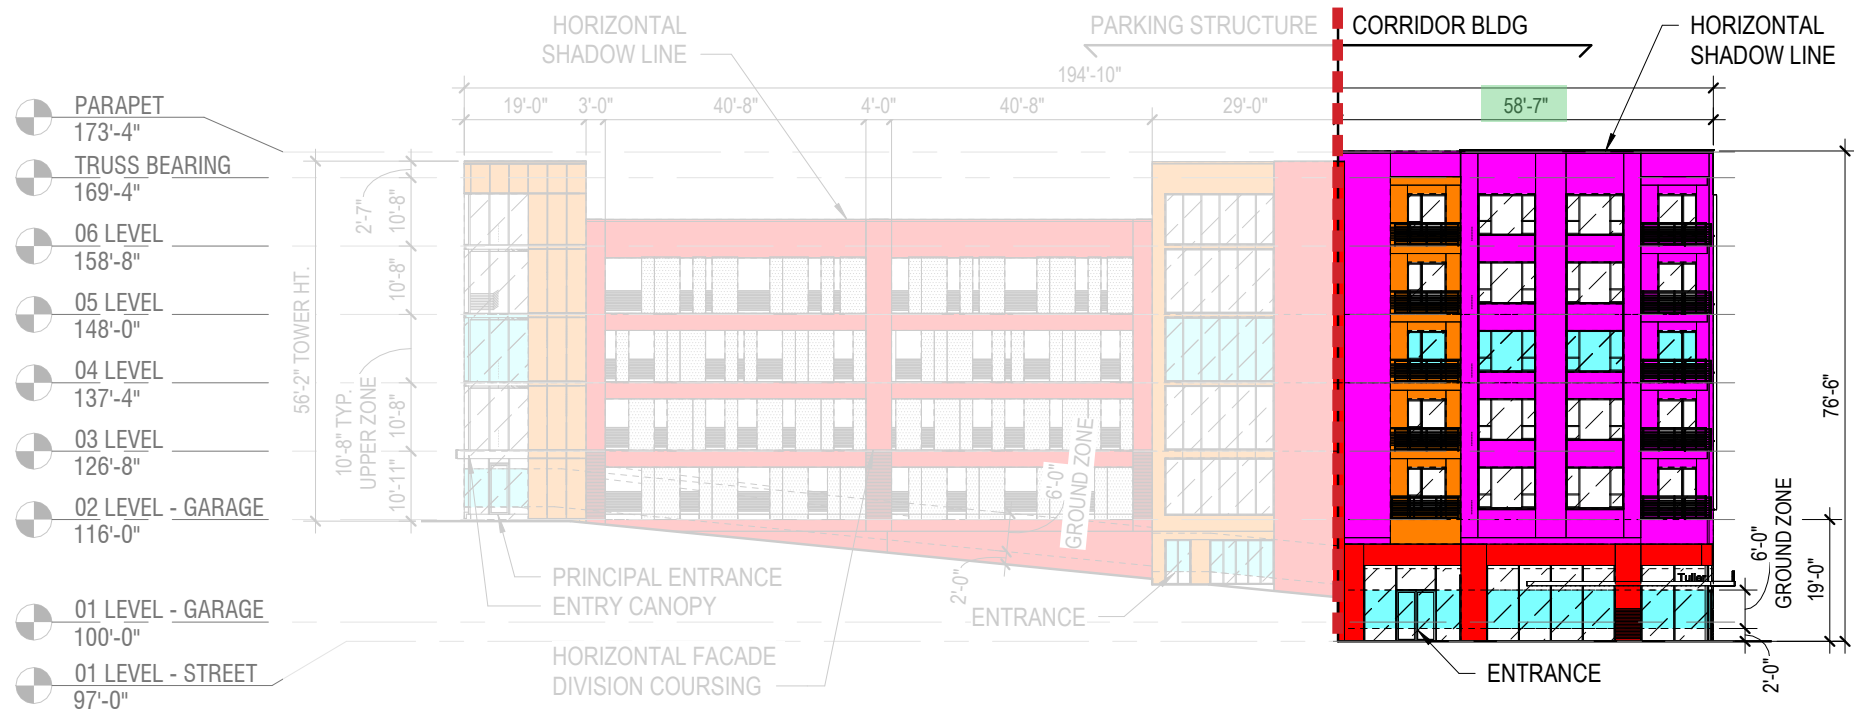 HORIZONTAL
SHADOW LINE
PARKING STRUCTURE
CORRIDOR BLDG
HORIZONTAL
SHADOW LINE
194'-10"
19'-0"
3'-0"
40'-8"
4'-0"
40'-8"
29'-0"
58'-7"
PARAPET
173'-4"
TRUSS BEARING
169'-4"
06 LEVEL
158'-8"
05 LEVEL
148'-0"
04 LEVEL
137'-4"
03 LEVEL
126'-8"
02 LEVEL - GARAGE
116'-0"
01 LEVEL - GARAGE
100'-0"
01 LEVEL - STREET
97'-0"
56'-2" TOWER HT.
2'-7"
10'-8"
10'-8"
10'-8" TYP.
UPPER ZONE
10'-8"
10'-11"
PRINCIPAL ENTRANCE
ENTRY CANOPY
HORIZONTAL FACADE
DIVISION COURSING
2'-0"
6'-0"
GROUND ZONE
ENTRANCE
Tuller
ENTRANCE
76'-6"
6'-0"
GROUND ZONE
19'-0"
2'-0"